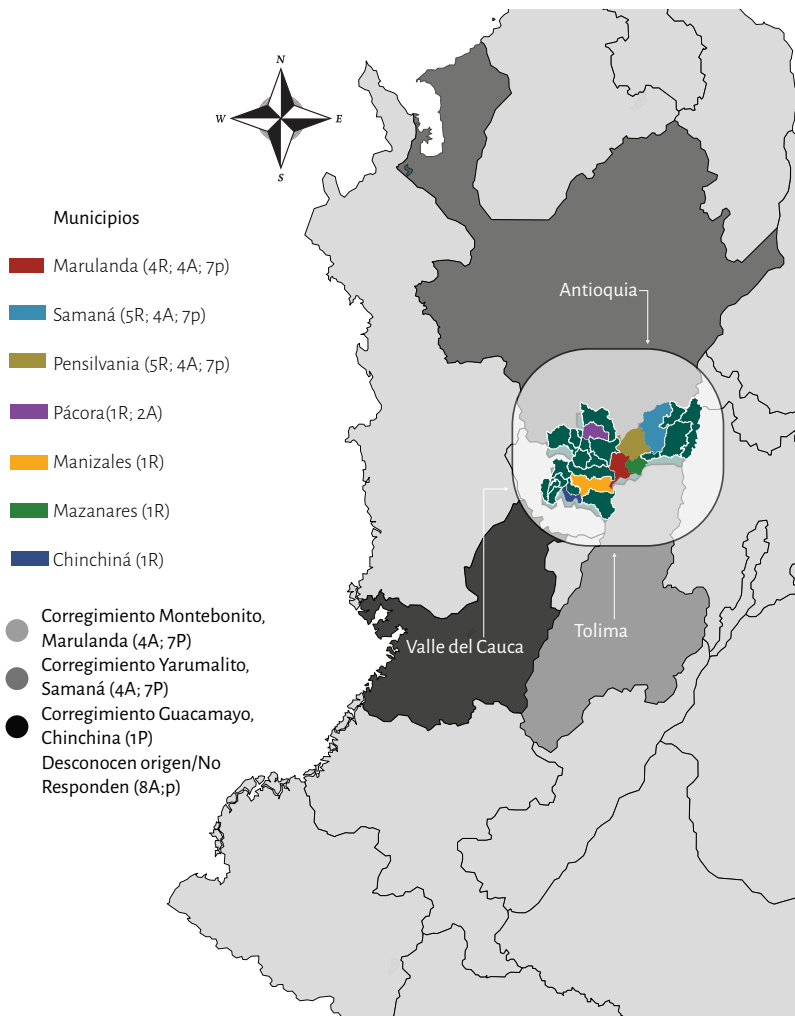 N
W
E
S
Municipios
Marulanda (4R; 4A; 7p)
Samaná (5R; 4A; 7p)
Pensilvania (5R; 4A; 7p)
Pácora(1R; 2A)
Manizales (1R)
Mazanares (1R)
Chinchiná (1R)
Corregimiento Montebonito,
Marulanda (4A; 7P)
Corregimiento Yarumalito,
Samaná (4A; 7P)
Corregimiento Guacamayo,
Chinchina (1P)
Desconocen origen/No
Responden (8A;p)
Antioquia
Valle del Cauca
Tolima